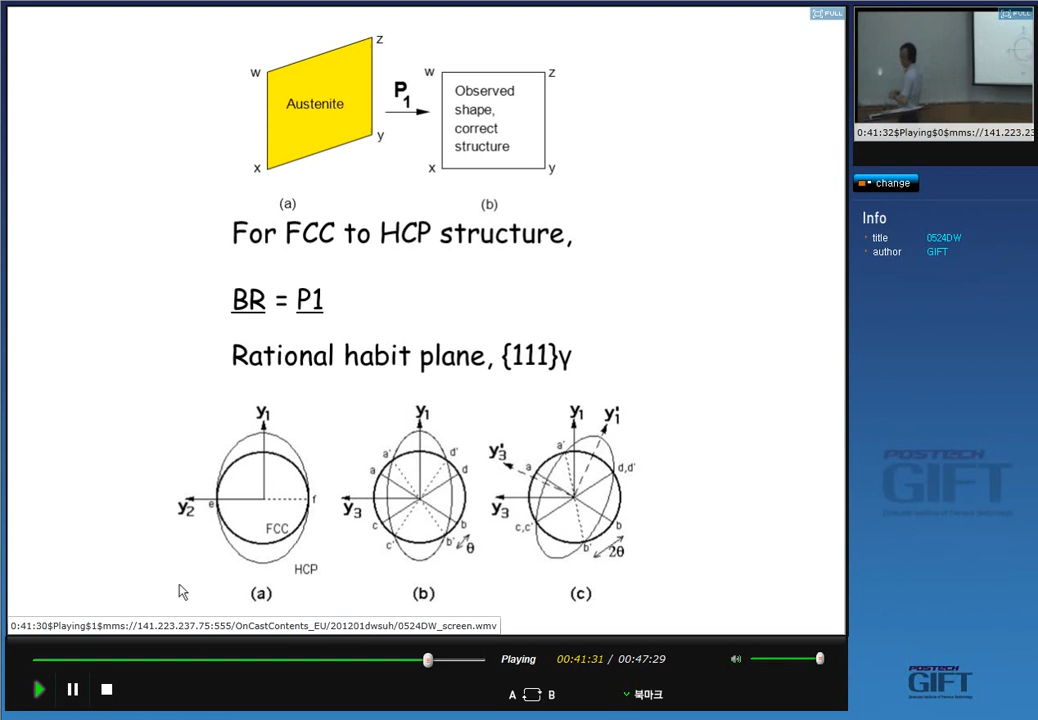 FULL
w
z
Austenite
x
y
(a)
P1
w
z
Observed
shape,
correct
structure
x
y
(b)
For FCC to HCP structure,
BR = P1
Rational habit plane, {111}γ
y1
y2
e
f
FCC
HCP
(a)
y1
y3
a'
d'
a
d
c
b
c'
b'
θ
(b)
y1
y'1
y'3
y3
a'
a
d,d'
c,c'
b
b'
2θ
(c)
0:41:30$Playing$1$mms://141.223.237.75:555/OnCastContents_EU/201201dwsuh/0524DW_screen.wmv
Playing
00:41:31 / 00:47:29
A B
북마크
FULL
0:41:32$Playing$0$mms://141.223.23
change
Info
title 0524DW
author GIFT
POSTECH
GIFT
POSTECH
GIFT